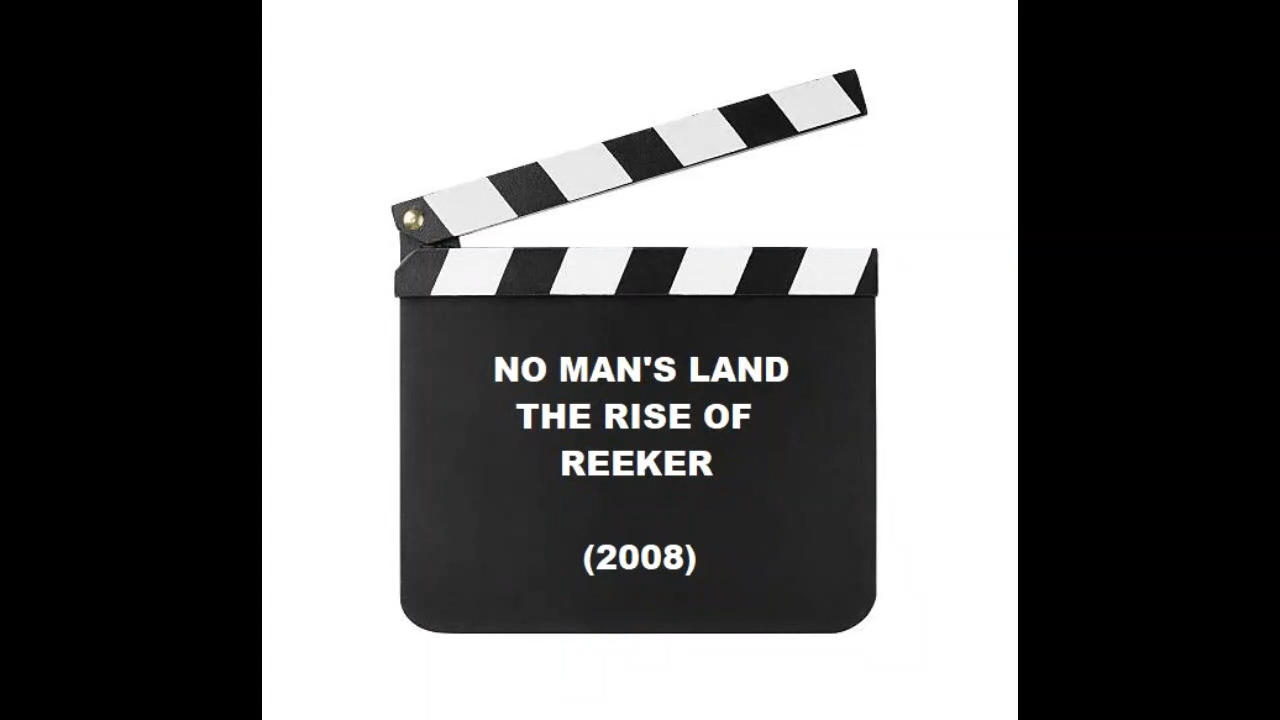 NO MAN'S LAND
THE RISE OF
REEKER
(2008)